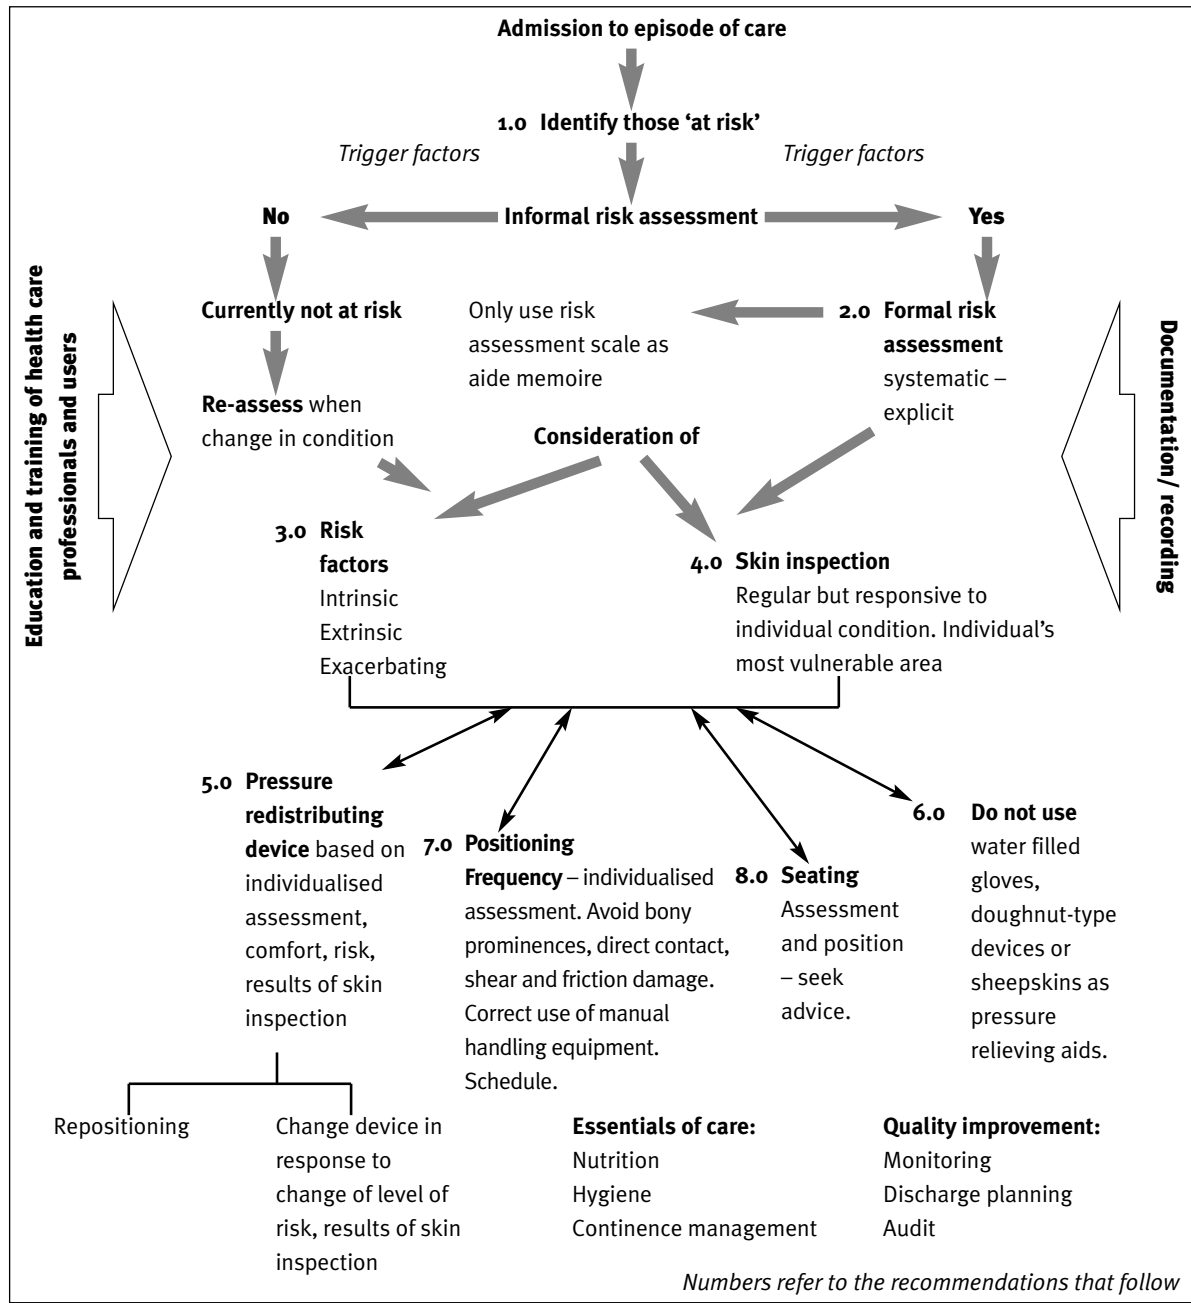 Admission to episode of care
1.0 Identify those ‘at risk’
Trigger factors
Trigger factors
No
Informal risk assessment
Yes
Currently not at risk
Only use risk
assessment scale as
aide memoire
2.0 Formal risk
assessment
systematic –
explicit
Re-assess when
change in condition
Consideration of
Education and training of health care
professionals and users
Documentation/ recording
3.0 Risk
factors
Intrinsic
Extrinsic
Exacerbating
4.0 Skin inspection
Regular but responsive to
individual condition. Individual’s
most vulnerable area
5.0 Pressure
redistributing
device based on
individualised
assessment,
comfort, risk,
results of skin
inspection
7.0 Positioning
Frequency – individualised
assessment. Avoid bony
prominences, direct contact,
shear and friction damage.
Correct use of manual
handling equipment.
Schedule.
8.0 Seating
Assessment
and position
– seek
advice.
6.0 Do not use
water filled
gloves,
doughnut-type
devices or
sheepskins as
pressure
relieving aids.
Repositioning
Change device in
response to
change of level of
risk, results of skin
inspection
Essentials of care:
Nutrition
Hygiene
Continence management
Quality improvement:
Monitoring
Discharge planning
Audit
Numbers refer to the recommendations that follow